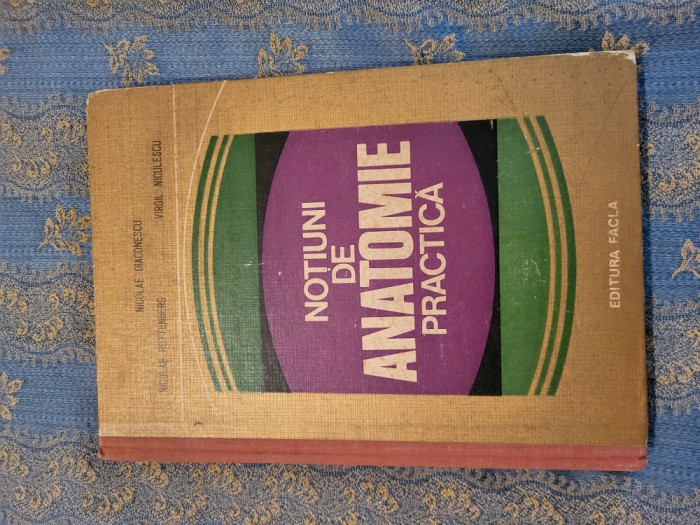 NICOLAE DIACONESCU
NICOLAE ROTTENBERG VIRGIL NICULESCU
NOȚIUNI
DE
ANATOMIE
PRACTICĂ
EDITURA FACLA